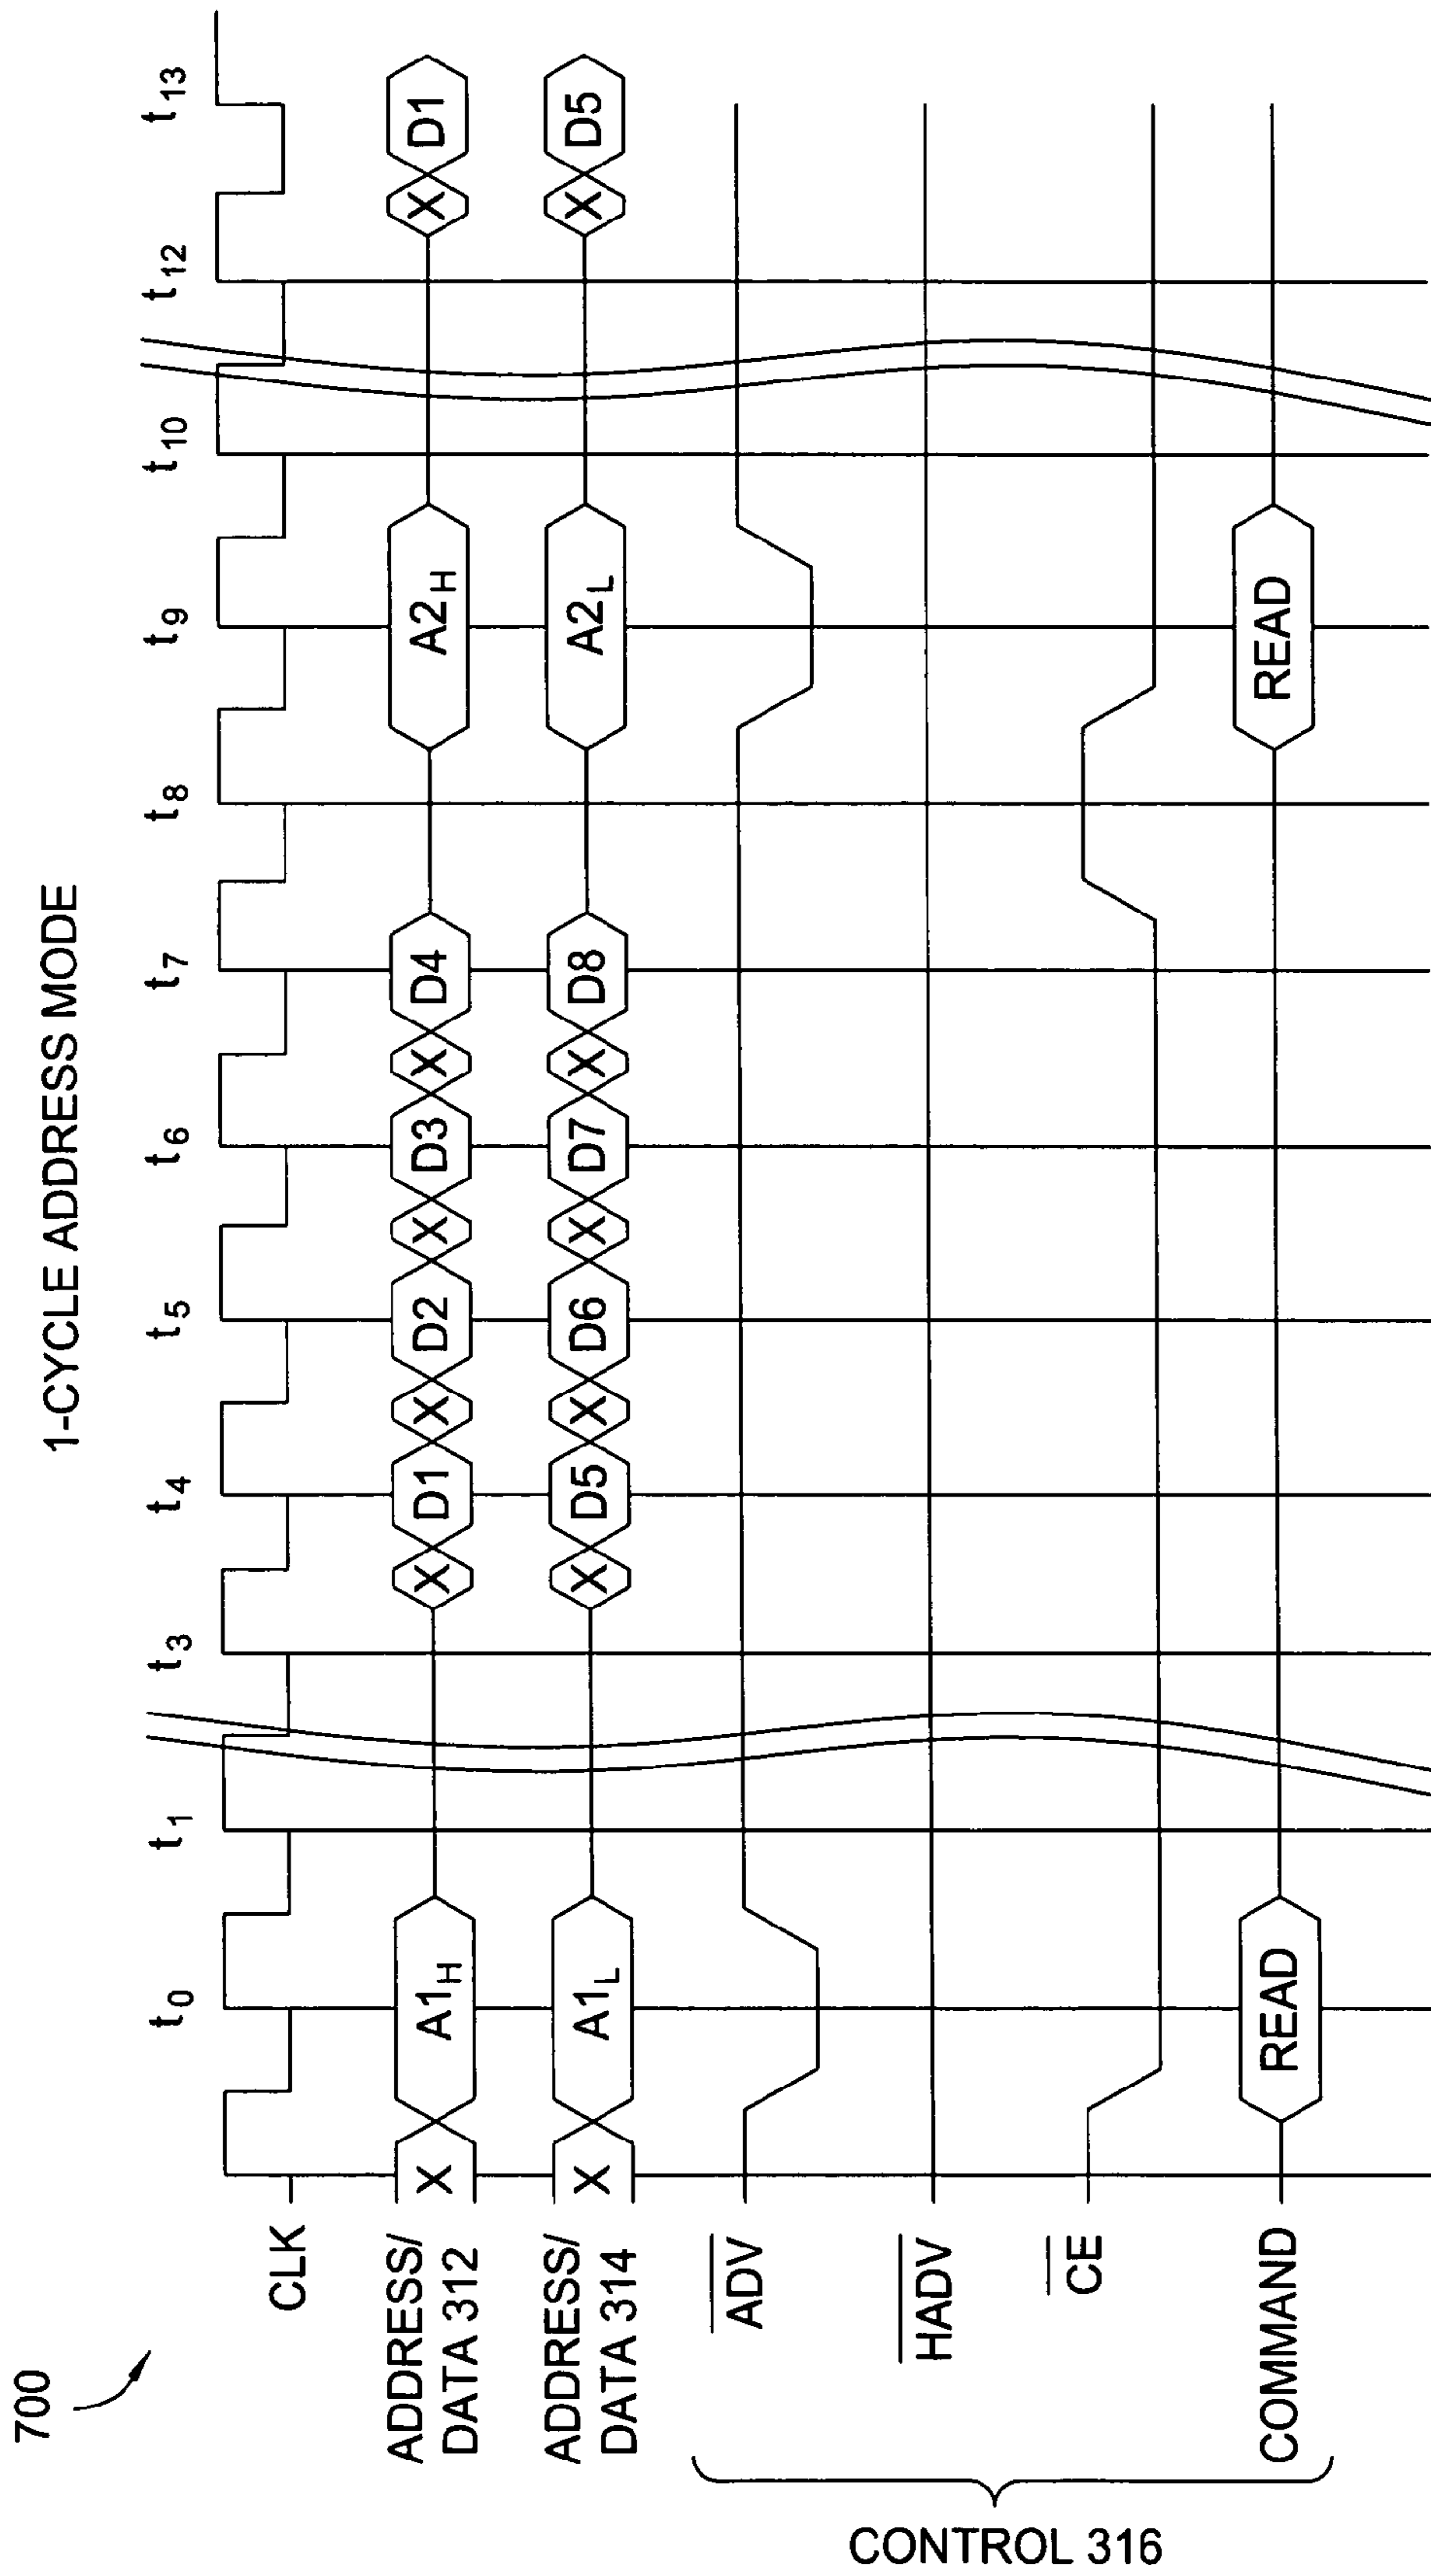 1-CYCLE ADDRESS MODE
700
t0 t1 t3 t4 t5 t6 t7 t8 t9 t10 t12 t13
CLK
ADDRESS/
DATA 312
X A1H X D1 X D2 X D3 X D4 A2H X D1
ADDRESS/
DATA 314
X A1L X D5 X D6 X D7 X D8 A2L X D5
ADV
HADV
CE
COMMAND
READ READ
CONTROL 316